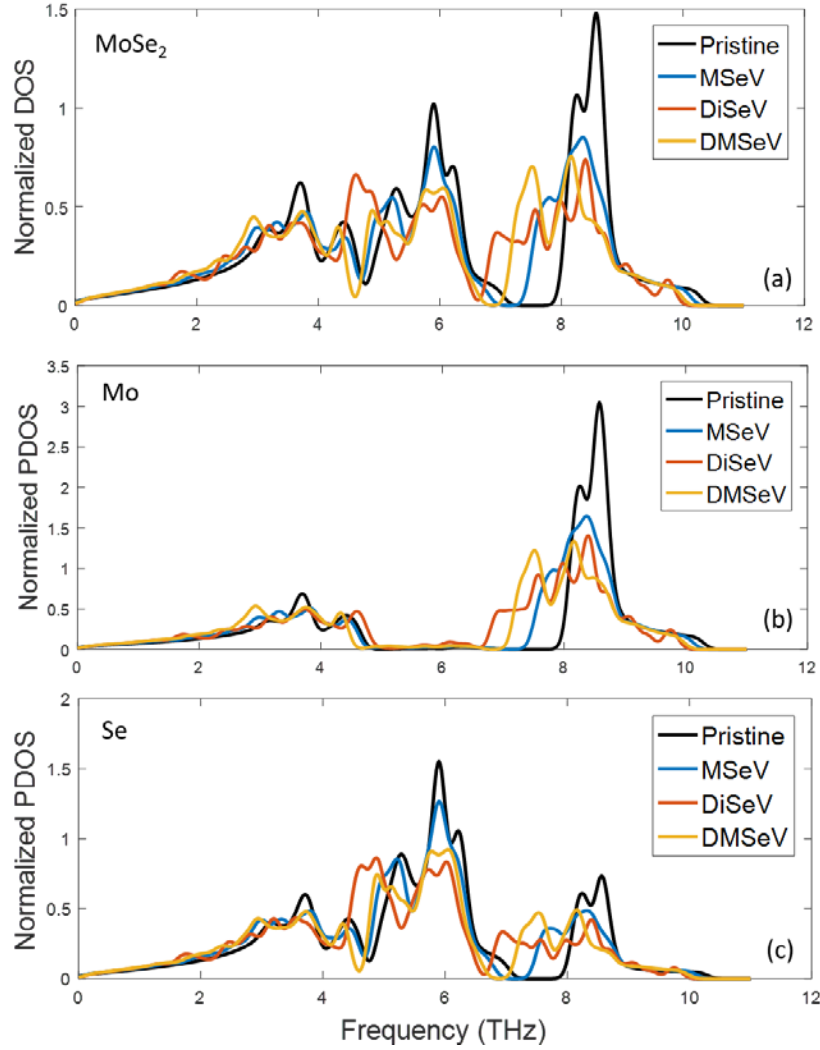 MoSe₂
Normalized DOS
1.5
1
0.5
0
0 2 4 6 8 10 12
Pristine
MSeV
DiSeV
DMSeV
(a)
Mo
Normalized PDOS
3.5
3
2.5
2
1.5
1
0.5
0
0 2 4 6 8 10 12
Pristine
MSeV
DiSeV
DMSeV
(b)
Se
Normalized PDOS
2
1.5
1
0.5
0
0 2 4 6 8 10 12
Pristine
MSeV
DiSeV
DMSeV
(c)
Frequency (THz)